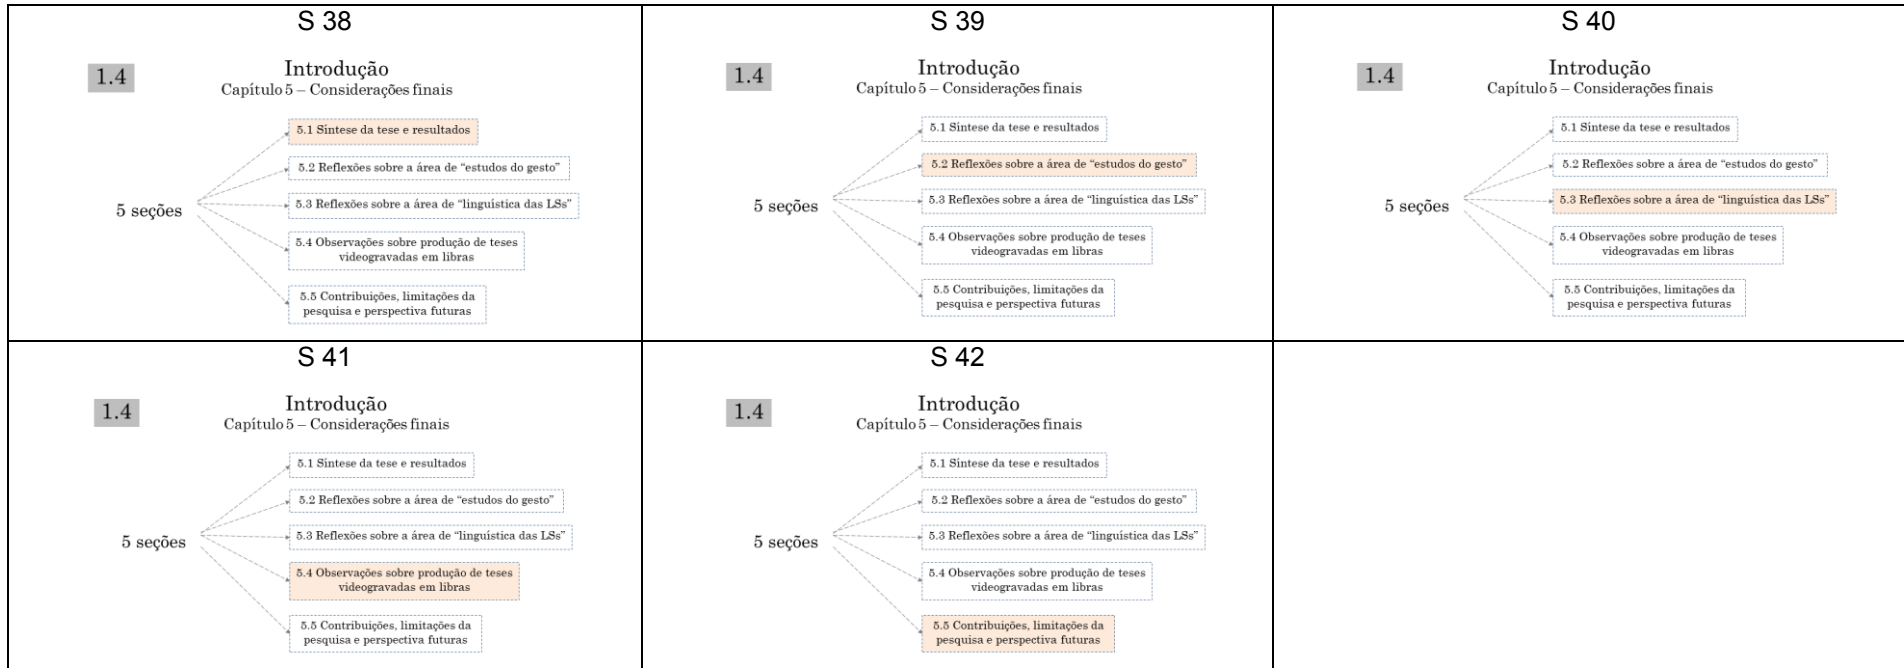 S 38
1.4
Introdução
Capítulo 5 – Considerações finais
5 seções
5.1 Síntese da tese e resultados
5.2 Reflexões sobre a área de “estudos do gesto”
5.3 Reflexões sobre a área de “linguística das LSs”
5.4 Observações sobre produção de teses
videogravadas em libras
5.5 Contribuições, limitações da
pesquisa e perspectiva futuras
S 39
1.4
Introdução
Capítulo 5 – Considerações finais
5 seções
5.1 Síntese da tese e resultados
5.2 Reflexões sobre a área de “estudos do gesto”
5.3 Reflexões sobre a área de “linguística das LSs”
5.4 Observações sobre produção de teses
videogravadas em libras
5.5 Contribuições, limitações da
pesquisa e perspectiva futuras
S 40
1.4
Introdução
Capítulo 5 – Considerações finais
5 seções
5.1 Síntese da tese e resultados
5.2 Reflexões sobre a área de “estudos do gesto”
5.3 Reflexões sobre a área de “linguística das LSs”
5.4 Observações sobre produção de teses
videogravadas em libras
5.5 Contribuições, limitações da
pesquisa e perspectiva futuras
S 41
1.4
Introdução
Capítulo 5 – Considerações finais
5 seções
5.1 Síntese da tese e resultados
5.2 Reflexões sobre a área de “estudos do gesto”
5.3 Reflexões sobre a área de “linguística das LSs”
5.4 Observações sobre produção de teses
videogravadas em libras
5.5 Contribuições, limitações da
pesquisa e perspectiva futuras
S 42
1.4
Introdução
Capítulo 5 – Considerações finais
5 seções
5.1 Síntese da tese e resultados
5.2 Reflexões sobre a área de “estudos do gesto”
5.3 Reflexões sobre a área de “linguística das LSs”
5.4 Observações sobre produção de teses
videogravadas em libras
5.5 Contribuições, limitações da
pesquisa e perspectiva futuras